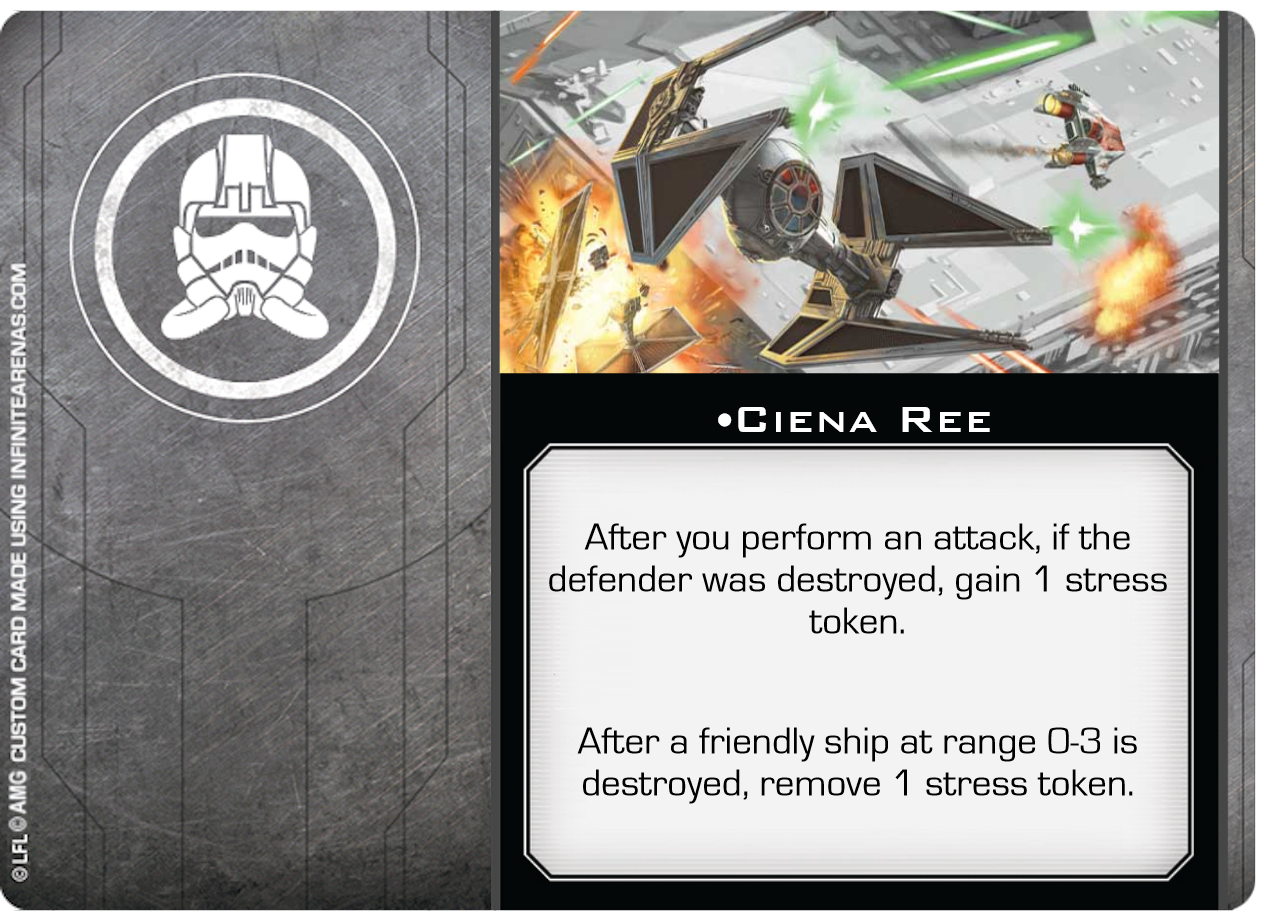 © LFL © AMG CUSTOM CARD MADE USING INFINITEARENAS.COM
•CIENA REE
After you perform an attack, if the
defender was destroyed, gain 1 stress
token.
After a friendly ship at range 0-3 is
destroyed, remove 1 stress token.